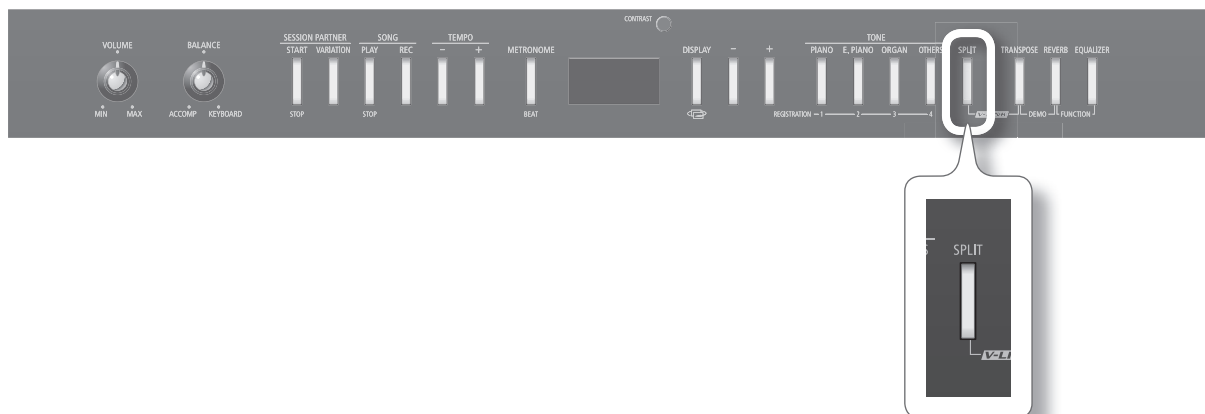 CONTRAST
VOLUME
BALANCE
SESSION PARTNER
SONG
TEMPO
TONE
START VARIATION PLAY REC - + METRONOME DISPLAY - + PIANO E. PIANO ORGAN OTHERS SPLIT TRANSPOSE REVERB EQUALIZER
MIN MAX ACCOMP KEYBOARD STOP STOP BEAT REGISTRATION 1 2 3 4 DEMO FUNCTION
SPLIT